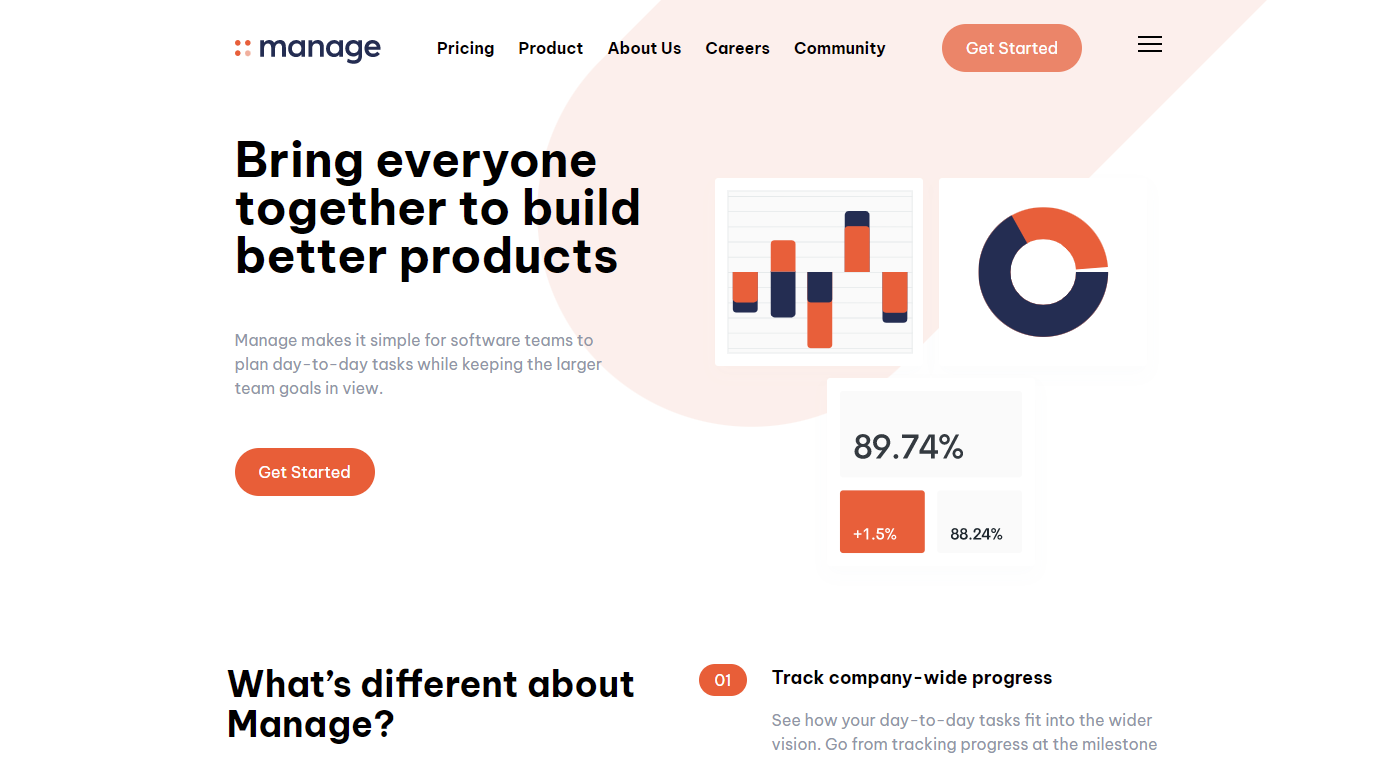 manage
Pricing Product About Us Careers Community
Get Started
Bring everyone
together to build
better products
Manage makes it simple for software teams to
plan day-to-day tasks while keeping the larger
team goals in view.
Get Started
89.74%
+1.5% 88.24%
What’s different about
Manage?
01
Track company-wide progress
See how your day-to-day tasks fit into the wider
vision. Go from tracking progress at the milestone